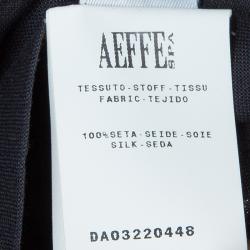 AEFFE SPA
TESSUTO-STOFF-TISSU
FABRIC-TEJIDO
100%SETA-SEIDE-SOIE
SILK-SEDA
DA03220448